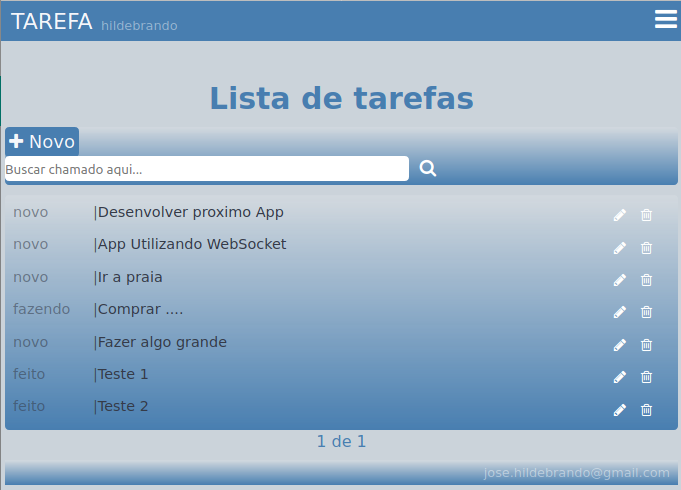 TAREFA hildebrando
Lista de tarefas
Novo
Buscar chamado aqui...
novo |Desenvolver proximo App
novo |App Utilizando WebSocket
novo |Ir a praia
fazendo |Comprar ....
novo |Fazer algo grande
feito |Teste 1
feito |Teste 2
1 de 1
jose.hildebrando@gmail.com